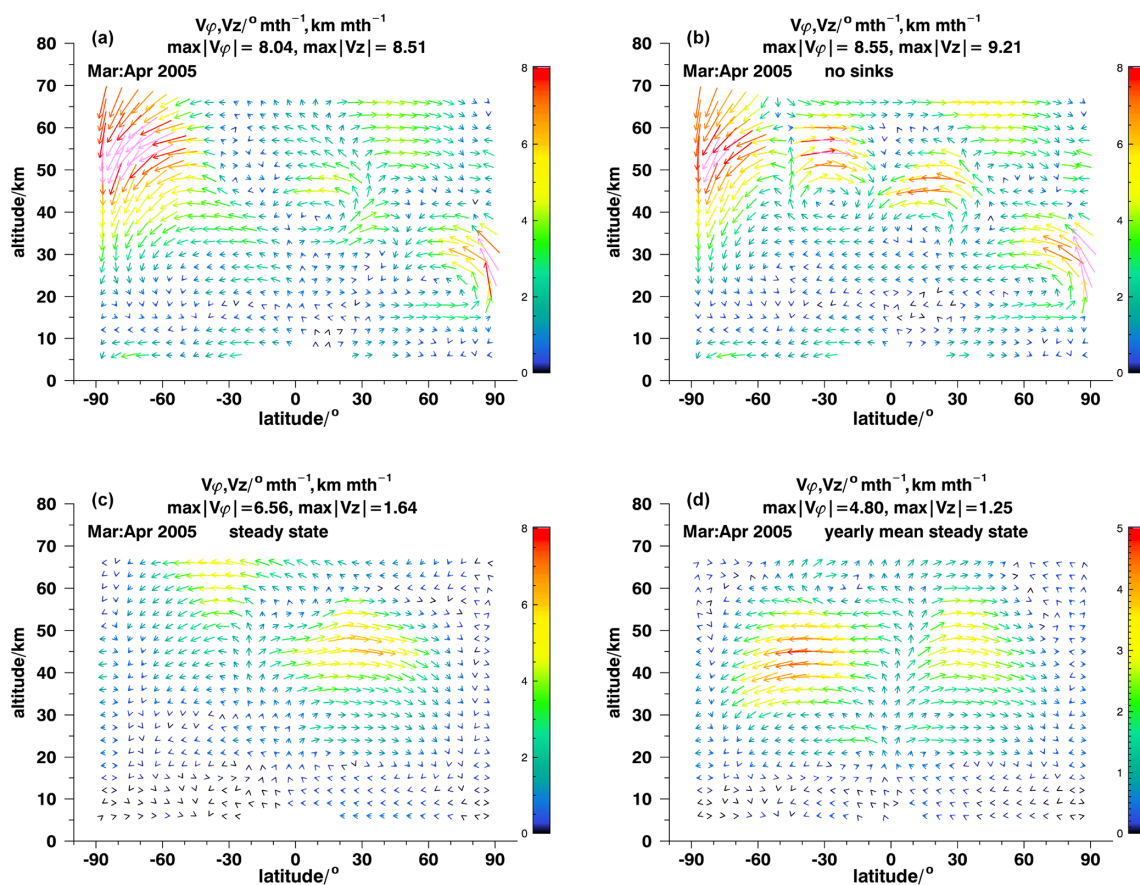 (a)
Vφ,Vz/° mth⁻¹, km mth⁻¹
max|Vφ|= 8.04, max|Vz|= 8.51
Mar:Apr 2005
altitude/km
80
70
60
50
40
30
20
10
0
-90 -60 -30 0 30 60 90
latitude/°
8
6
4
2
0
(b)
Vφ,Vz/° mth⁻¹, km mth⁻¹
max|Vφ|= 8.55, max|Vz|= 9.21
Mar:Apr 2005 no sinks
altitude/km
80
70
60
50
40
30
20
10
0
-90 -60 -30 0 30 60 90
latitude/°
8
6
4
2
0
(c)
Vφ,Vz/° mth⁻¹, km mth⁻¹
max|Vφ|=6.56, max|Vz|=1.64
Mar:Apr 2005 steady state
altitude/km
80
70
60
50
40
30
20
10
0
-90 -60 -30 0 30 60 90
latitude/°
8
6
4
2
0
(d)
Vφ,Vz/° mth⁻¹, km mth⁻¹
max|Vφ|=4.80, max|Vz|=1.25
Mar:Apr 2005 yearly mean steady state
altitude/km
80
70
60
50
40
30
20
10
0
-90 -60 -30 0 30 60 90
latitude/°
5
4
3
2
1
0